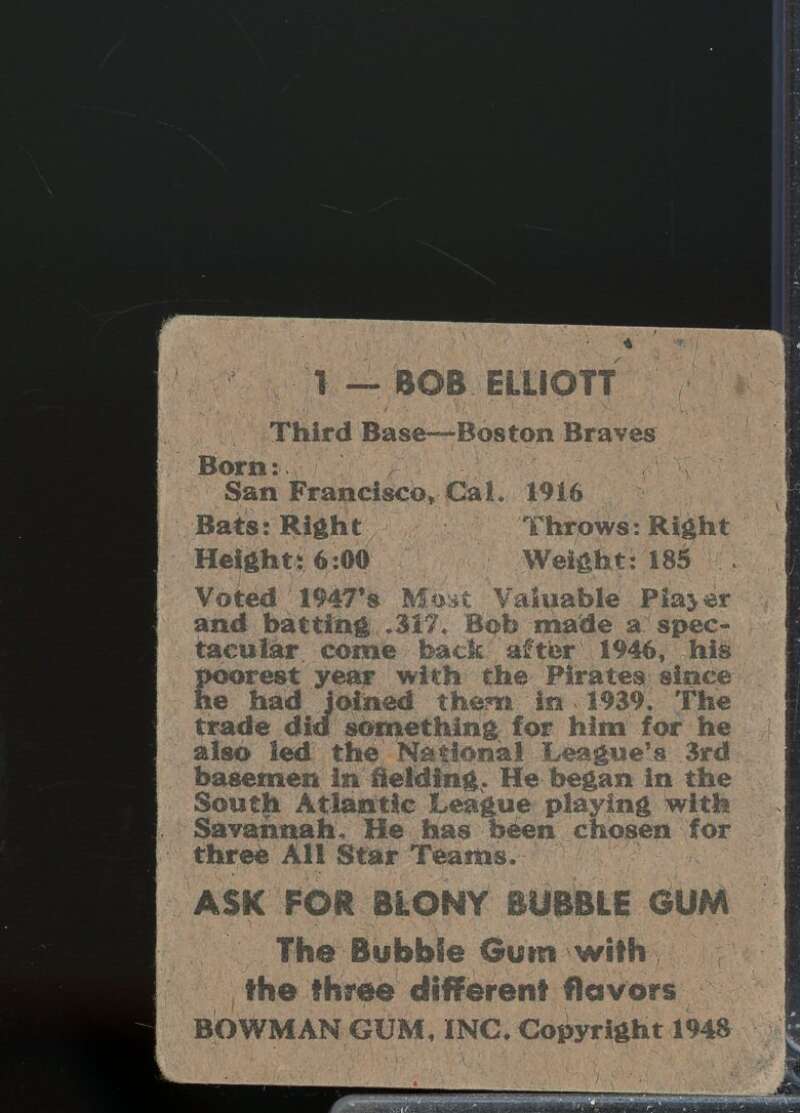 1 — BOB ELLIOTT
Third Base—Boston Braves
Born:
San Francisco, Cal. 1916
Bats: Right Throws: Right
Height: 6:00 Weight: 185
Voted 1947's Most Valuable Player
and batting .317. Bob made a spec-
tacular come back after 1946, his
poorest year with the Pirates since
he had joined them in 1939. The
trade did something for him for he
also led the National League's 3rd
basemen in fielding. He began in the
South Atlantic League playing with
Savannah. He has been chosen for
three All Star Teams.
ASK FOR BLONY BUBBLE GUM
The Bubble Gum with
the three different flavors
BOWMAN GUM, INC. Copyright 1948